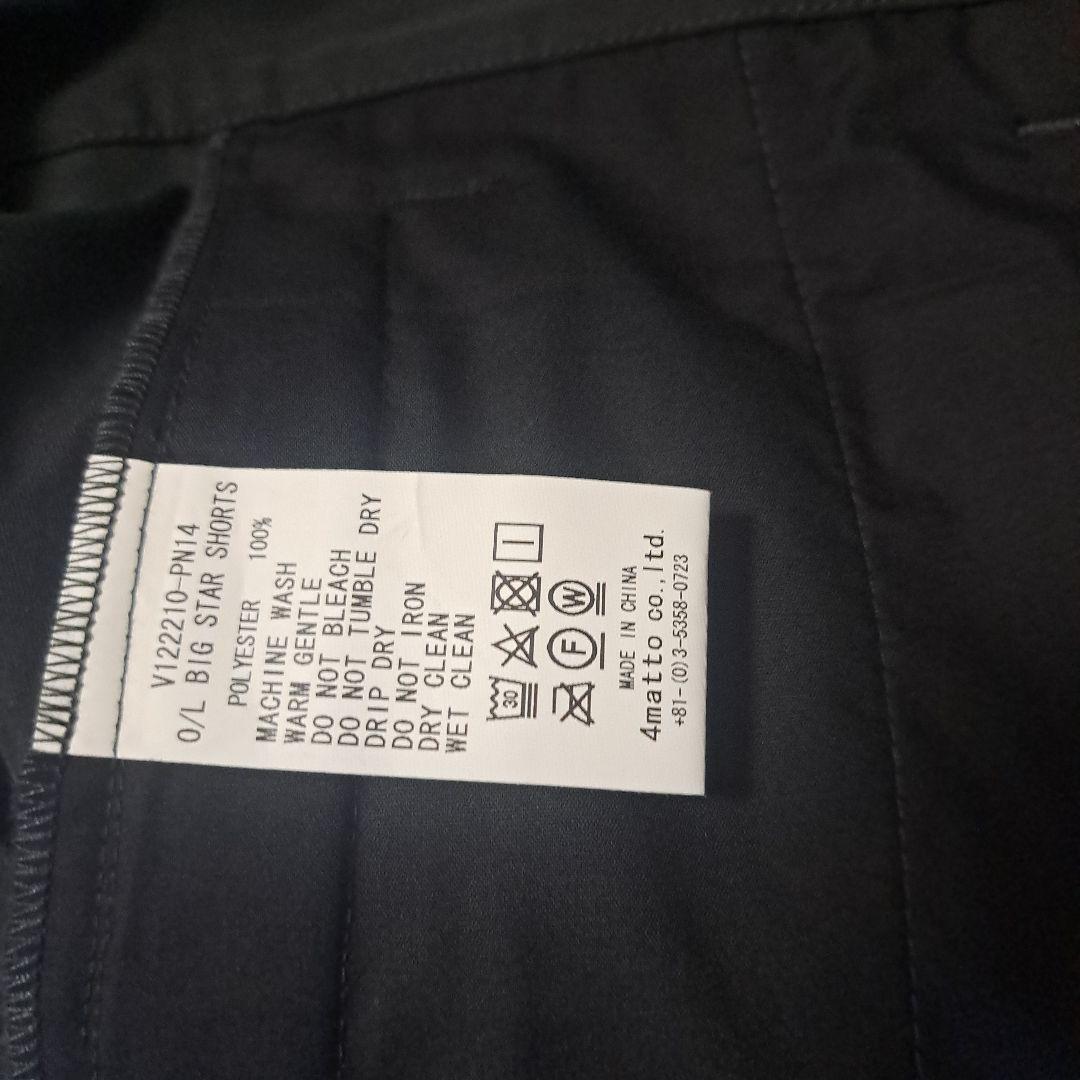 V122210-PN14
O/L BIG STAR SHORTS
POLYESTER 100%
MACHINE WASH
WARM GENTLE
DO NOT BLEACH
DO NOT TUMBLE DRY
DRIP DRY
DO NOT IRON
DRY CLEAN
WET CLEAN
30
F W
MADE IN CHINA
4matto co.,ltd.
+81-(0)3-5358-0723